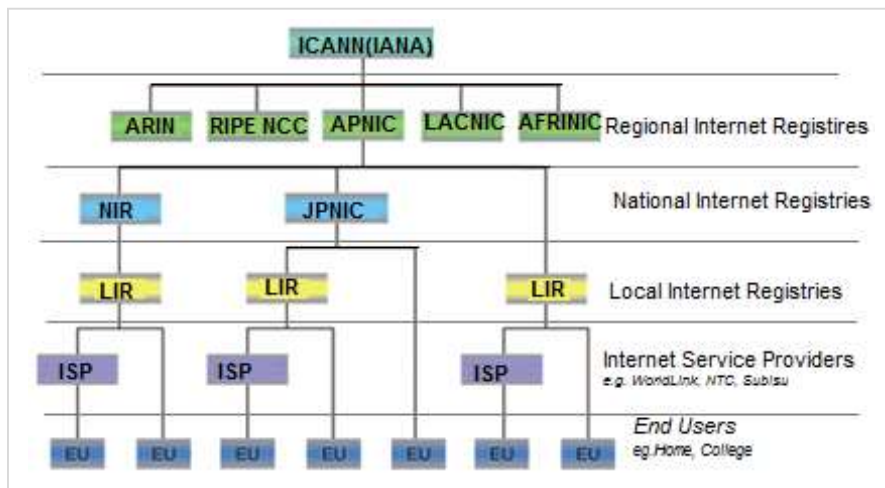 ICANN(IANA)
ARIN RIPE NCC APNIC LACNIC AFRINIC Regional Internet Registires
NIR JPNIC National Internet Registries
LIR LIR LIR Local Internet Registries
ISP ISP ISP Internet Service Providers
e.g. WorldLink, NTC, Subisu
End Users
eg.Home, College
EU EU EU EU EU EU EU